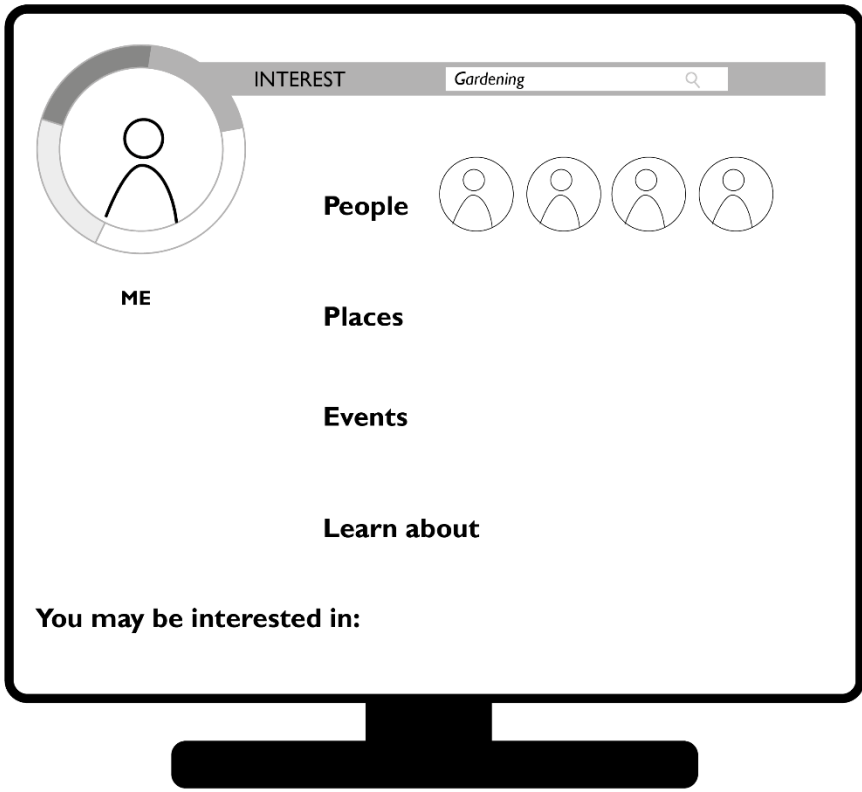 INTEREST Gardening
People
ME
Places
Events
Learn about
You may be interested in: